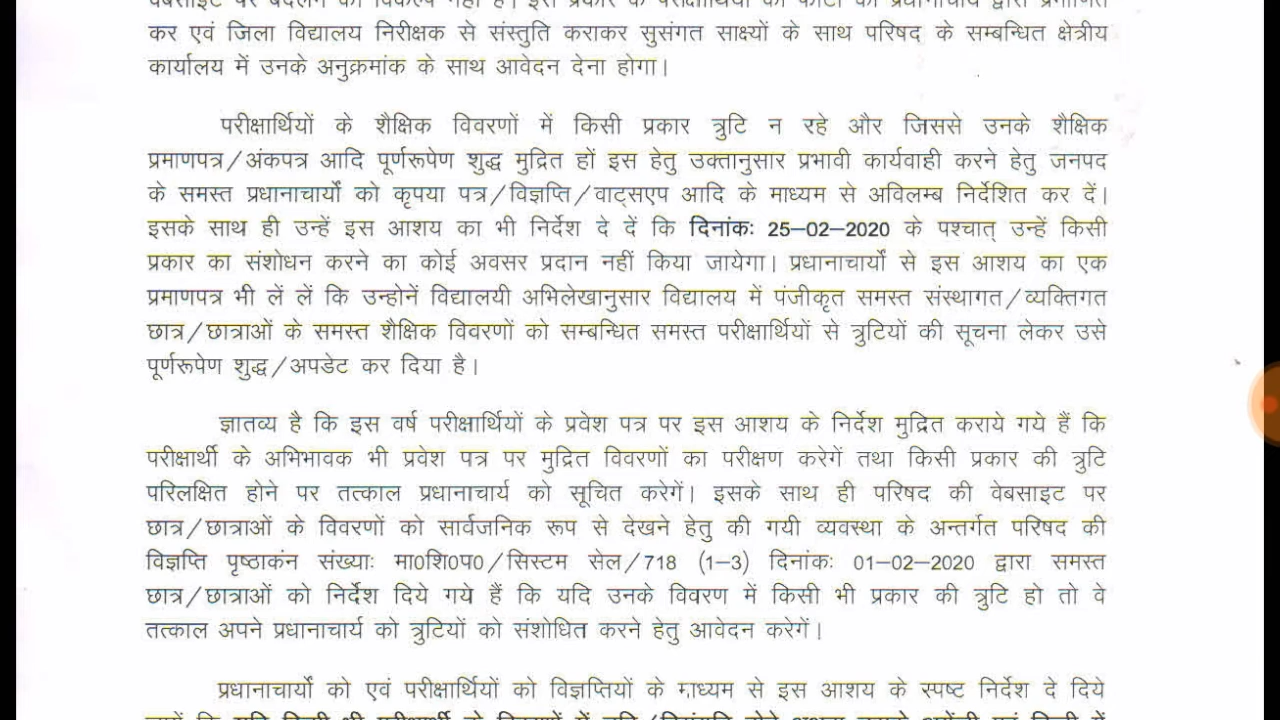 कर एवं जिला विद्यालय निरीक्षक से संस्तुति कराकर सुसंगत साक्ष्यों के साथ परिषद के सम्बन्धित क्षेत्रीय
कार्यालय में उनके अनुक्रमांक के साथ आवेदन देना होगा।
परीक्षार्थियों के शैक्षिक विवरणों में किसी प्रकार त्रुटि न रहे और जिससे उनके शैक्षिक
प्रमाणपत्र/अंकपत्र आदि पूर्णरूपेण शुद्ध मुद्रित हों इस हेतु उक्तानुसार प्रभावी कार्यवाही करने हेतु जनपद
के समस्त प्रधानाचार्यों को कृपया पत्र/विज्ञप्ति/वाट्सएप आदि के माध्यम से अविलम्ब निर्देशित कर दें।
इसके साथ ही उन्हें इस आशय का भी निर्देश दे दें कि दिनांकः 25–02–2020 के पश्चात् उन्हें किसी
प्रकार का संशोधन करने का कोई अवसर प्रदान नहीं किया जायेगा। प्रधानाचार्यों से इस आशय का एक
प्रमाणपत्र भी लें लें कि उन्होनें विद्यालयी अभिलेखानुसार विद्यालय में पंजीकृत समस्त संस्थागत/व्यक्तिगत
छात्र/छात्राओं के समस्त शैक्षिक विवरणों को सम्बन्धित समस्त परीक्षार्थियों से त्रुटियों की सूचना लेकर उसे
पूर्णरूपेण शुद्ध/अपडेट कर दिया है।
ज्ञातव्य है कि इस वर्ष परीक्षार्थियों के प्रवेश पत्र पर इस आशय के निर्देश मुद्रित कराये गये हैं कि
परीक्षार्थी के अभिभावक भी प्रवेश पत्र पर मुद्रित विवरणों का परीक्षण करेगें तथा किसी प्रकार की त्रुटि
परिलक्षित होने पर तत्काल प्रधानाचार्य को सूचित करेगें। इसके साथ ही परिषद की वेबसाइट पर
छात्र/छात्राओं के विवरणों को सार्वजनिक रूप से देखने हेतु की गयी व्यवस्था के अन्तर्गत परिषद की
विज्ञप्ति पृष्ठाकंन संख्याः मा0शि0प0/सिस्टम सेल/718 (1–3) दिनांकः 01–02–2020 द्वारा समस्त
छात्र/छात्राओं को निर्देश दिये गये हैं कि यदि उनके विवरण में किसी भी प्रकार की त्रुटि हो तो वे
तत्काल अपने प्रधानाचार्य को त्रुटियों को संशोधित करने हेतु आवेदन करेगें।
प्रधानाचार्यों को एवं परीक्षार्थियों को विज्ञप्तियों के माध्यम से इस आशय के स्पष्ट निर्देश दे दिये